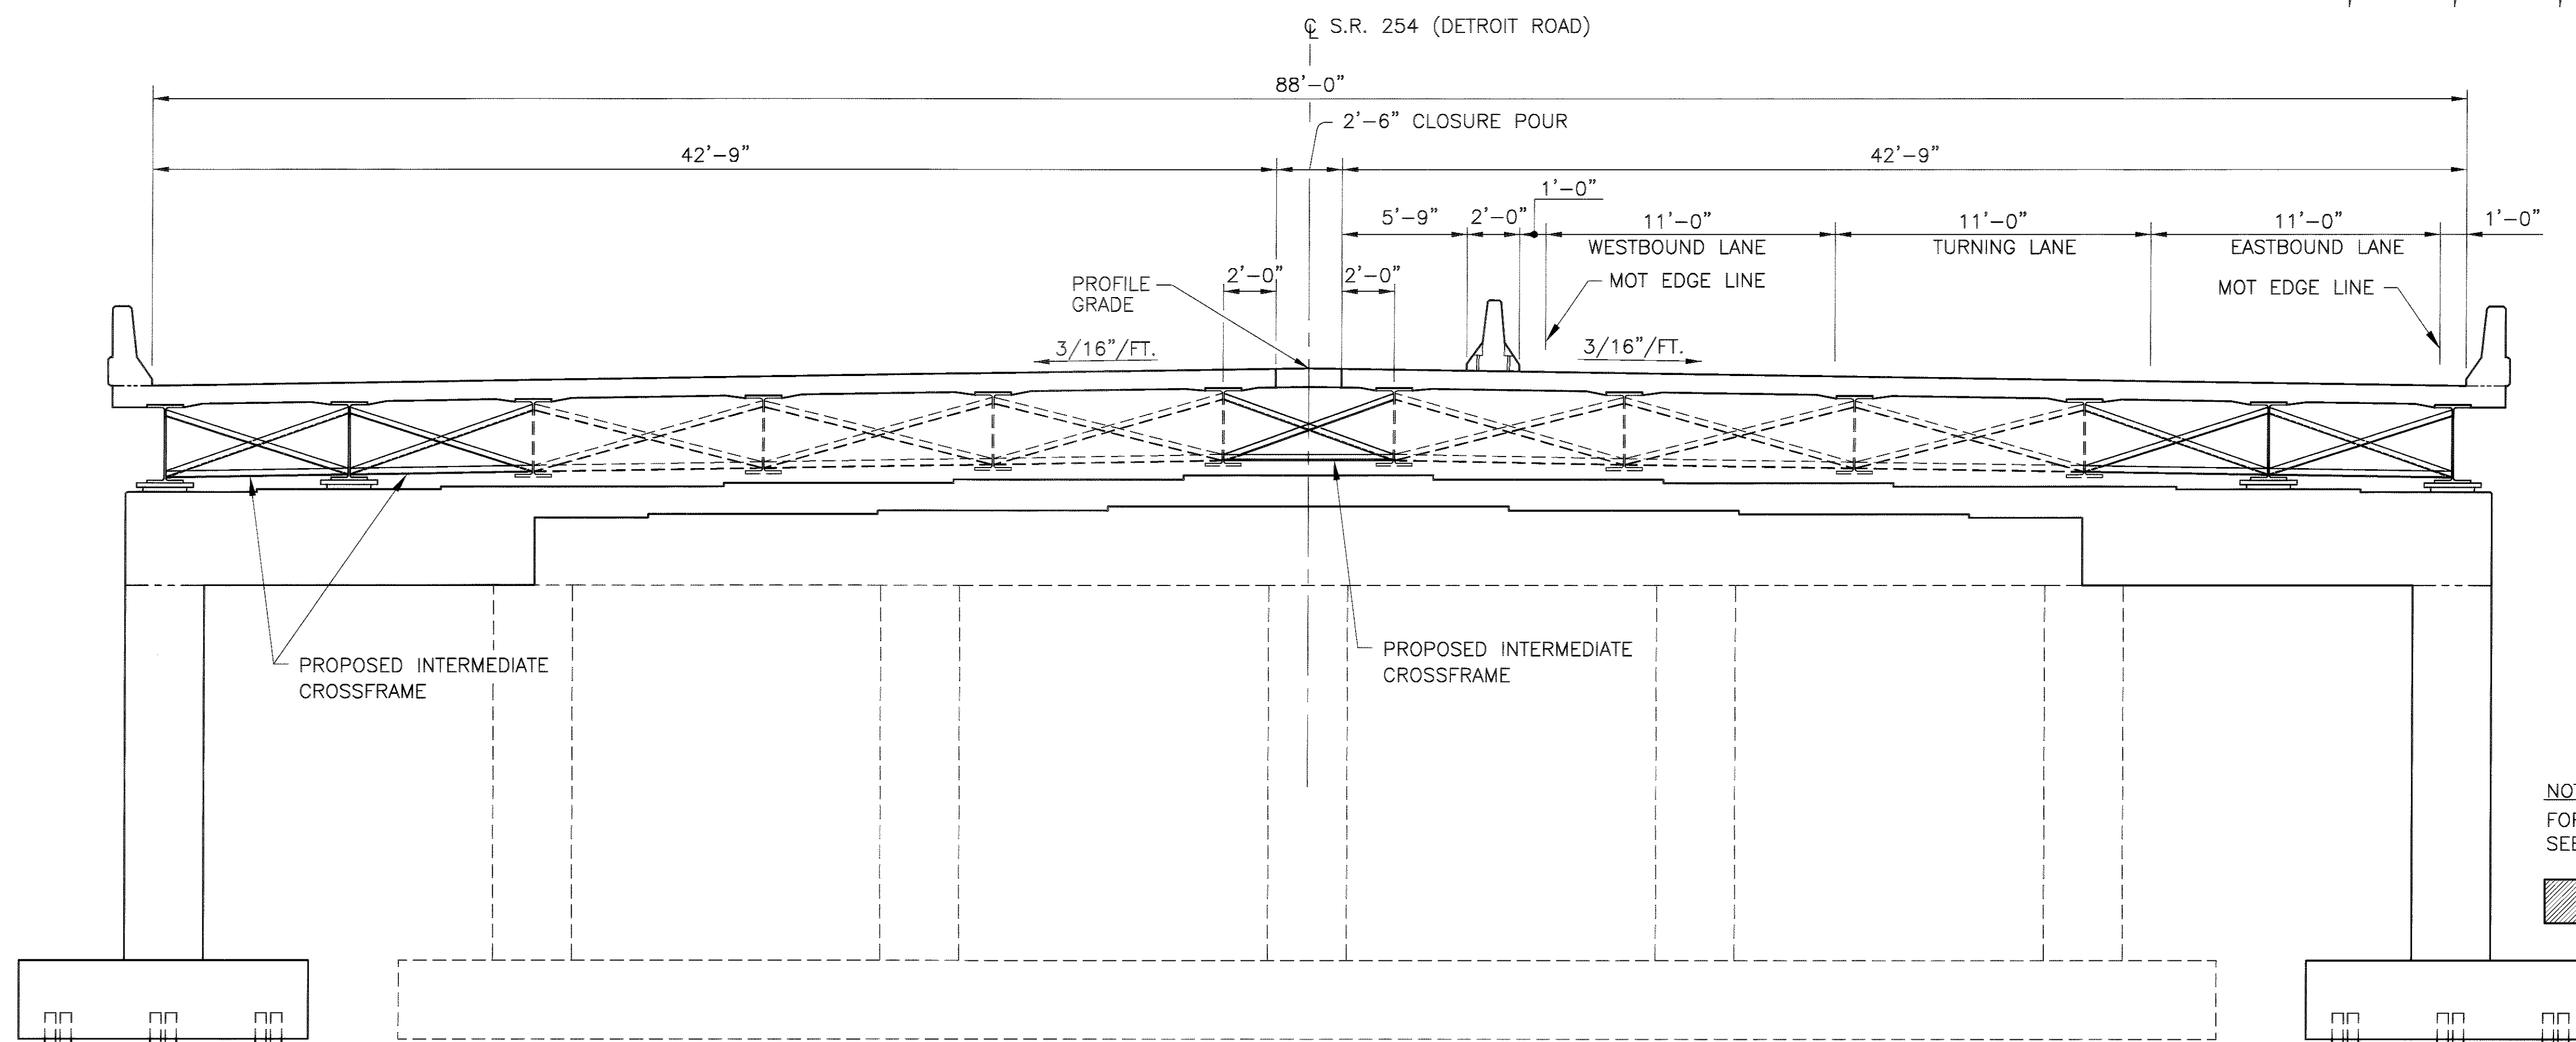 ℄ S.R. 254 (DETROIT ROAD)
88'-0"
2'-6" CLOSURE POUR
42'-9"
42'-9"
1'-0"
5'-9"
2'-0"
11'-0"
11'-0"
11'-0"
1'-0"
WESTBOUND LANE
TURNING LANE
EASTBOUND LANE
2'-0"
2'-0"
PROFILE
GRADE
MOT EDGE LINE
MOT EDGE LINE
3/16"/FT.
3/16"/FT.
PROPOSED INTERMEDIATE
CROSSFRAME
PROPOSED INTERMEDIATE
CROSSFRAME